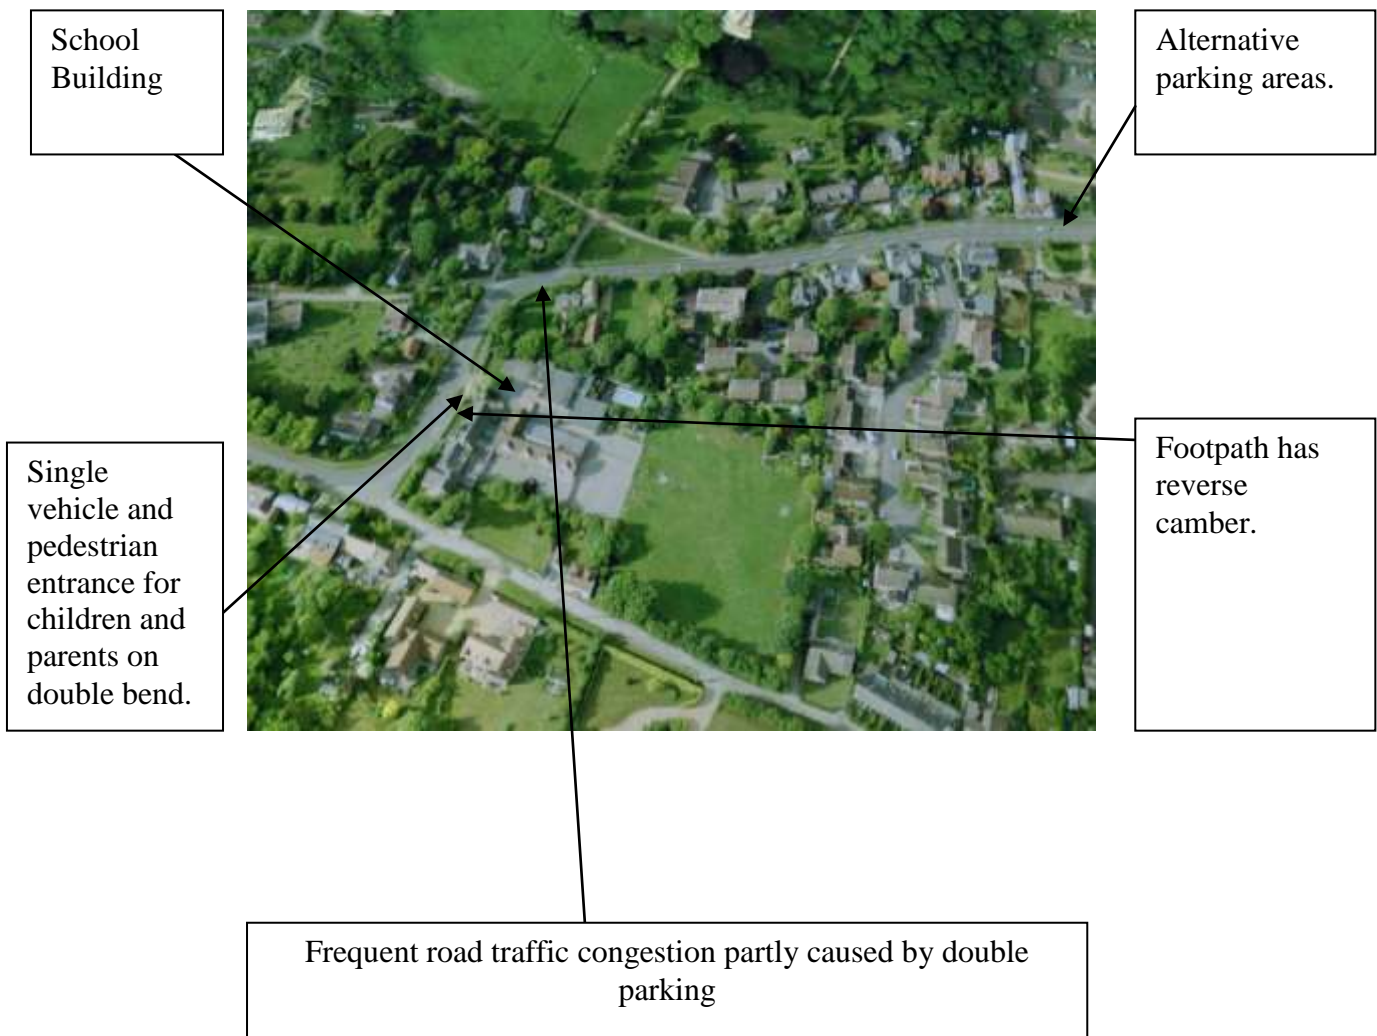 School
Building
Alternative
parking areas.
Single
vehicle and
pedestrian
entrance for
children and
parents on
double bend.
Footpath has
reverse
camber.
Frequent road traffic congestion partly caused by double
parking